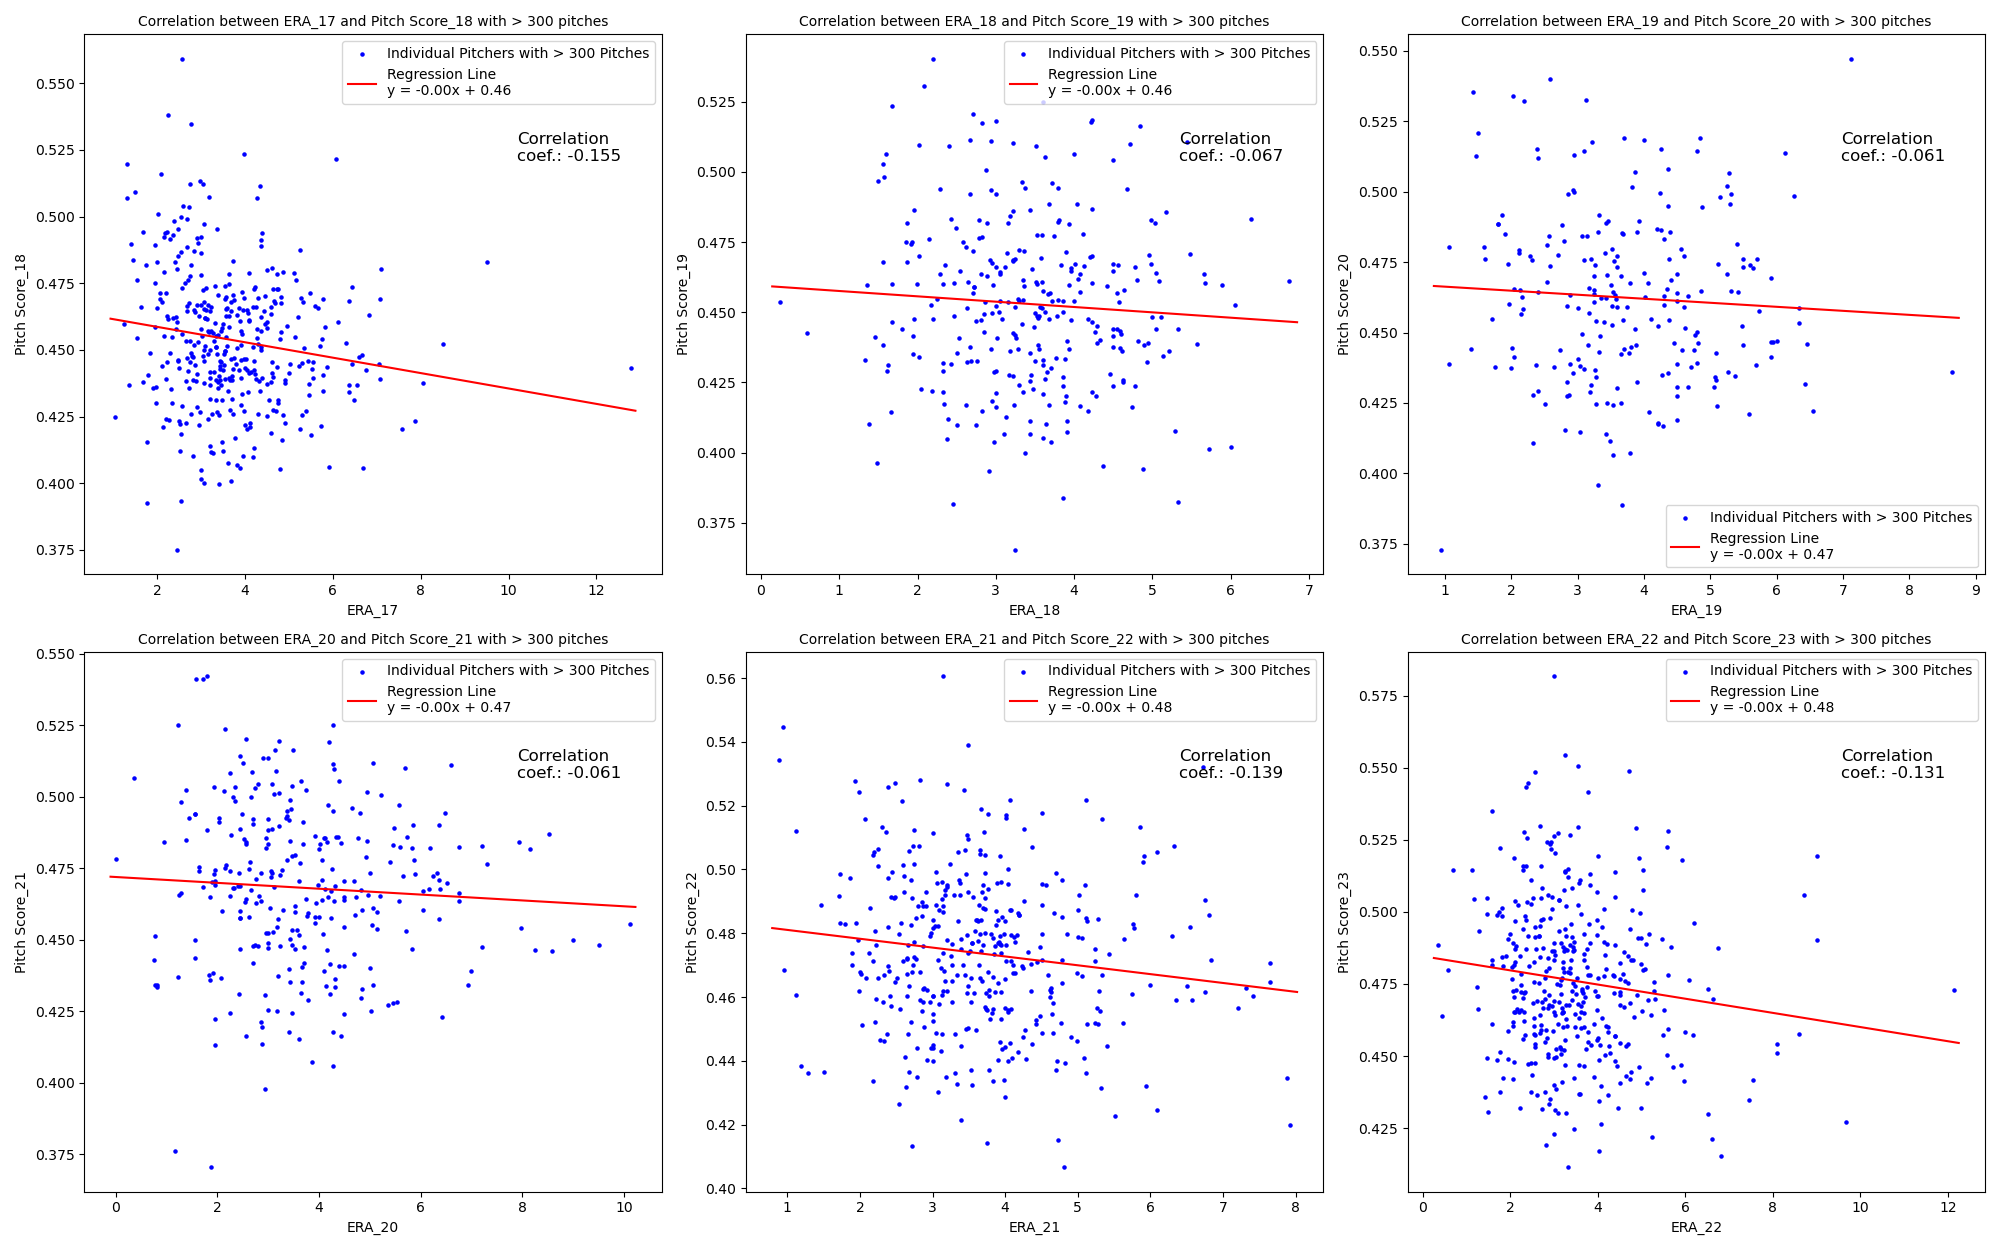 Correlation between ERA_17 and Pitch Score_18 with > 300 pitches
Individual Pitchers with > 300 Pitches
Regression Line
y = -0.00x + 0.46
Correlation
coef.: -0.155
0.550
0.525
0.500
0.475
0.450
0.425
0.400
0.375
Pitch Score_18
2 4 6 8 10 12
ERA_17
Correlation between ERA_18 and Pitch Score_19 with > 300 pitches
Individual Pitchers with > 300 Pitches
Regression Line
y = -0.00x + 0.46
Correlation
coef.: -0.067
0.525
0.500
0.475
0.450
0.425
0.400
0.375
Pitch Score_19
0 1 2 3 4 5 6 7
ERA_18
Correlation between ERA_19 and Pitch Score_20 with > 300 pitches
Correlation
coef.: -0.061
Individual Pitchers with > 300 Pitches
Regression Line
y = -0.00x + 0.47
0.550
0.525
0.500
0.475
0.450
0.425
0.400
0.375
Pitch Score_20
1 2 3 4 5 6 7 8 9
ERA_19
Correlation between ERA_20 and Pitch Score_21 with > 300 pitches
Individual Pitchers with > 300 Pitches
Regression Line
y = -0.00x + 0.47
Correlation
coef.: -0.061
0.550
0.525
0.500
0.475
0.450
0.425
0.400
0.375
Pitch Score_21
0 2 4 6 8 10
ERA_20
Correlation between ERA_21 and Pitch Score_22 with > 300 pitches
Individual Pitchers with > 300 Pitches
Regression Line
y = -0.00x + 0.48
Correlation
coef.: -0.139
0.56
0.54
0.52
0.50
0.48
0.46
0.44
0.42
0.40
Pitch Score_22
1 2 3 4 5 6 7 8
ERA_21
Correlation between ERA_22 and Pitch Score_23 with > 300 pitches
Individual Pitchers with > 300 Pitches
Regression Line
y = -0.00x + 0.48
Correlation
coef.: -0.131
0.575
0.550
0.525
0.500
0.475
0.450
0.425
Pitch Score_23
0 2 4 6 8 10 12
ERA_22